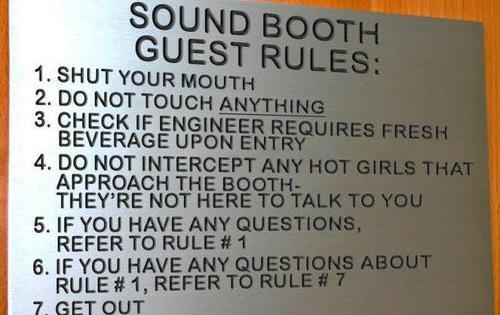 SOUND BOOTH
GUEST RULES:
1. SHUT YOUR MOUTH
2. DO NOT TOUCH ANYTHING
3. CHECK IF ENGINEER REQUIRES FRESH
BEVERAGE UPON ENTRY
4. DO NOT INTERCEPT ANY HOT GIRLS THAT
APPROACH THE BOOTH-
THEY'RE NOT HERE TO TALK TO YOU
5. IF YOU HAVE ANY QUESTIONS,
REFER TO RULE # 1
6. IF YOU HAVE ANY QUESTIONS ABOUT
RULE # 1, REFER TO RULE # 7
7. GET OUT